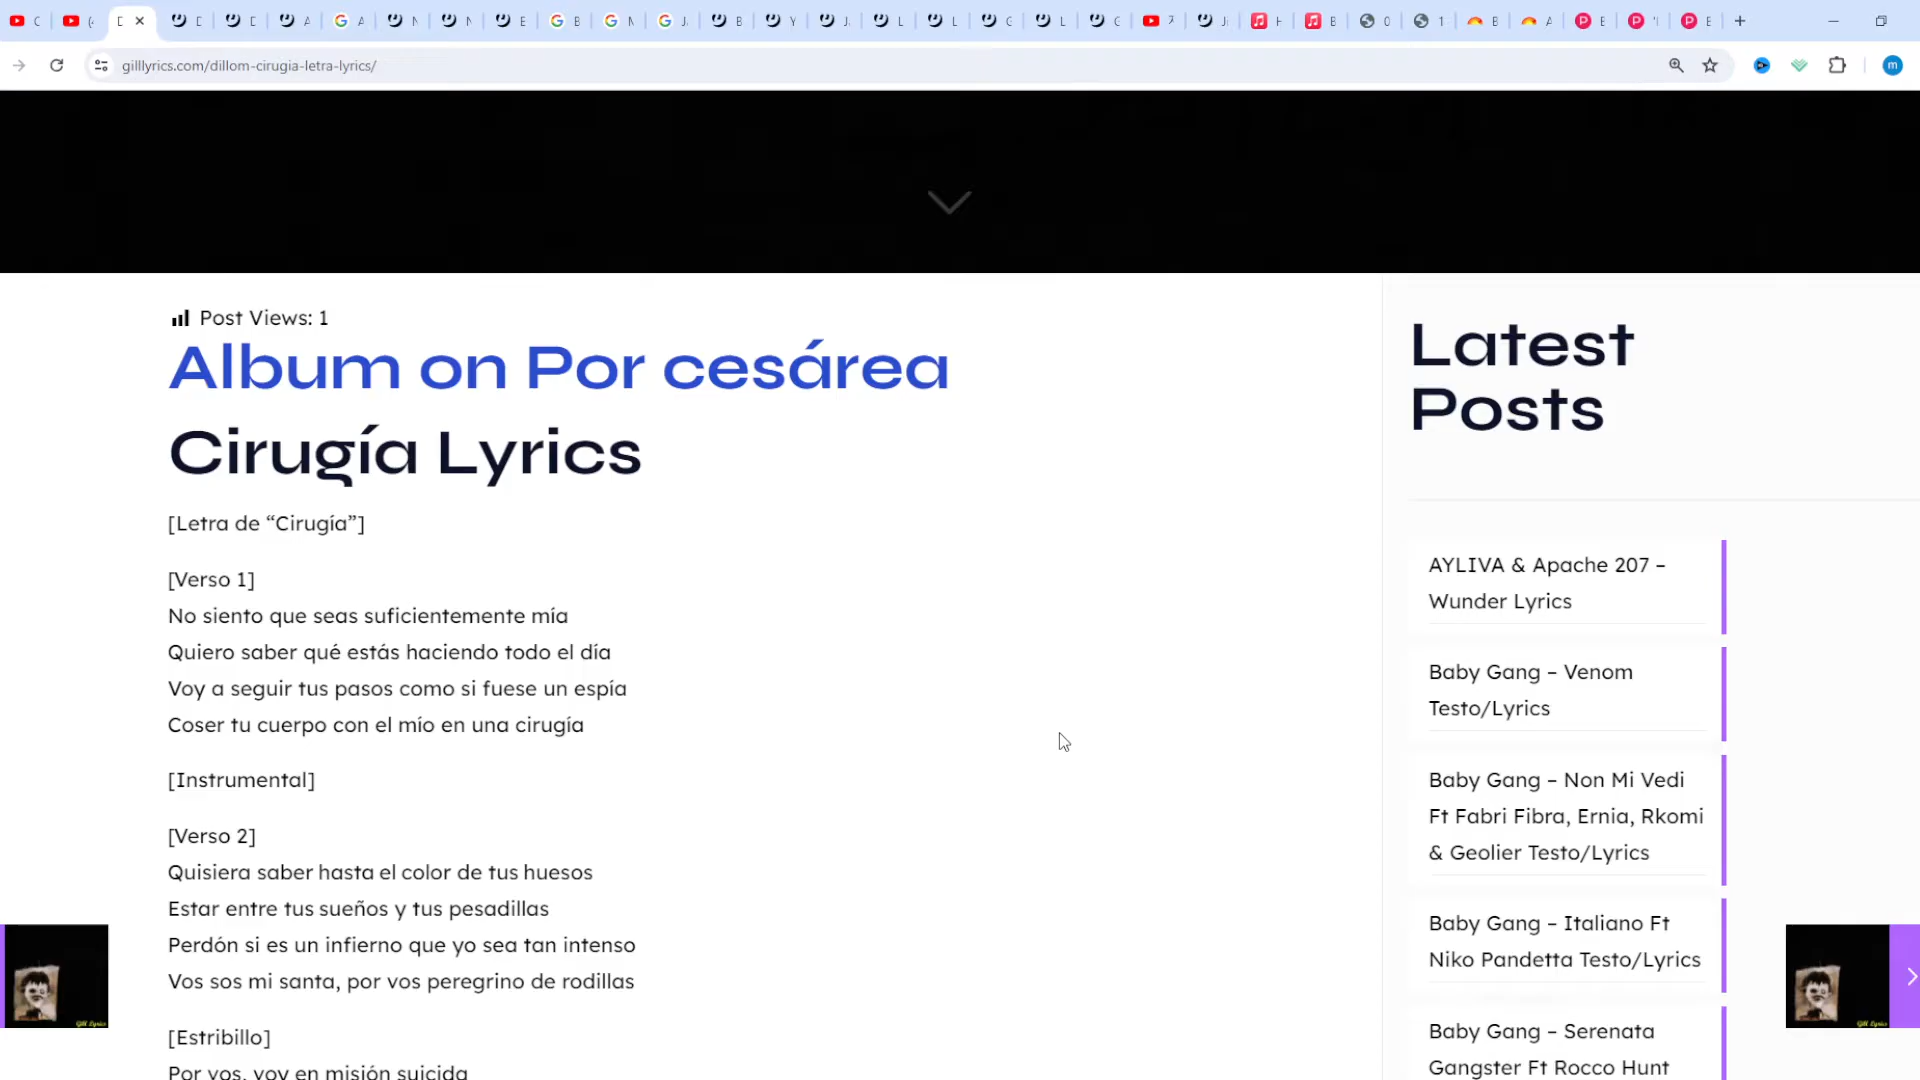 gilllyrics.com/dillom-cirugia-letra-lyrics/
m
Post Views: 1
Album on Por cesárea
Cirugía Lyrics
[Letra de “Cirugía”]
[Verso 1]
No siento que seas suficientemente mía
Quiero saber qué estás haciendo todo el día
Voy a seguir tus pasos como si fuese un espía
Coser tu cuerpo con el mío en una cirugía
[Instrumental]
[Verso 2]
Quisiera saber hasta el color de tus huesos
Estar entre tus sueños y tus pesadillas
Perdón si es un infierno que yo sea tan intenso
Vos sos mi santa, por vos peregrino de rodillas
[Estribillo]
Por vos, voy en misión suicida
Latest
Posts
AYLIVA & Apache 207 –
Wunder Lyrics
Baby Gang – Venom
Testo/Lyrics
Baby Gang – Non Mi Vedi
Ft Fabri Fibra, Ernia, Rkomi
& Geolier Testo/Lyrics
Baby Gang – Italiano Ft
Niko Pandetta Testo/Lyrics
Baby Gang – Serenata
Gangster Ft Rocco Hunt
Gill Lyrics
Gill Lyrics